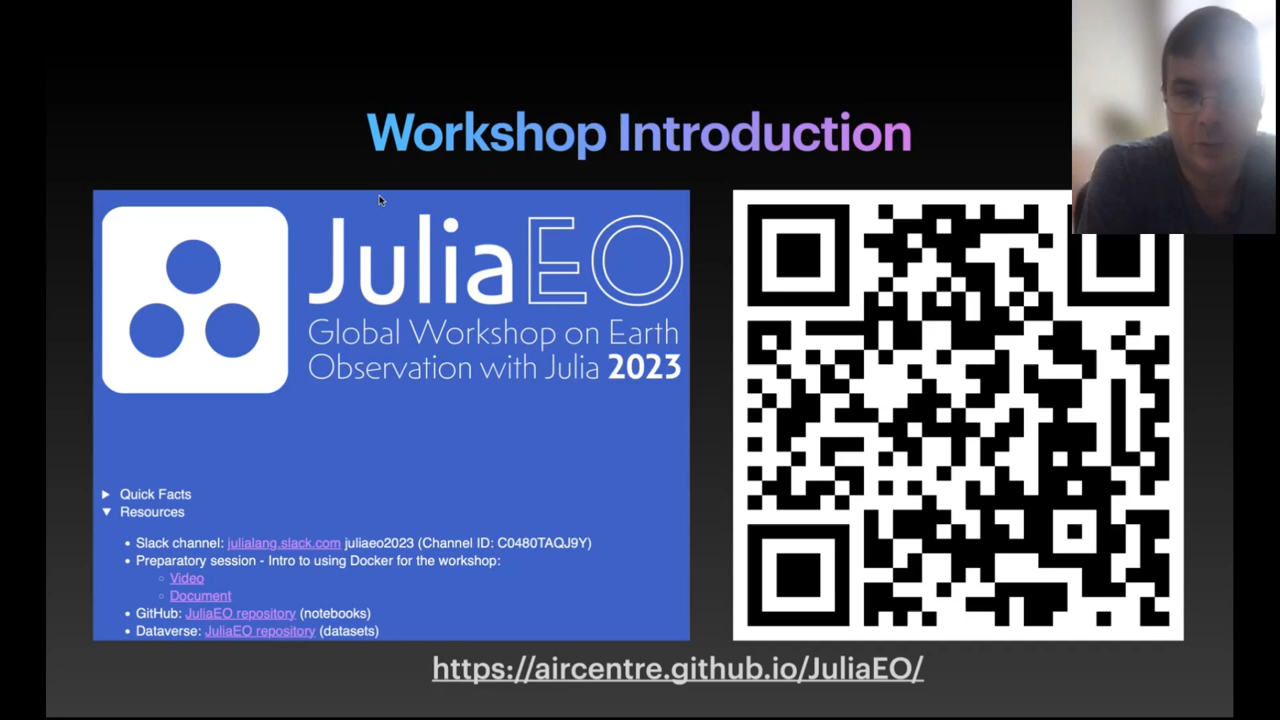 Workshop Introduction
JuliaEO
Global Workshop on Earth
Observation with Julia 2023
Quick Facts
Resources
Slack channel: julialang.slack.com juliaeo2023 (Channel ID: C0480TAQJ9Y)
Preparatory session - Intro to using Docker for the workshop:
Video
Document
GitHub: JuliaEO repository (notebooks)
Dataverse: JuliaEO repository (datasets)
https://aircentre.github.io/JuliaEO/